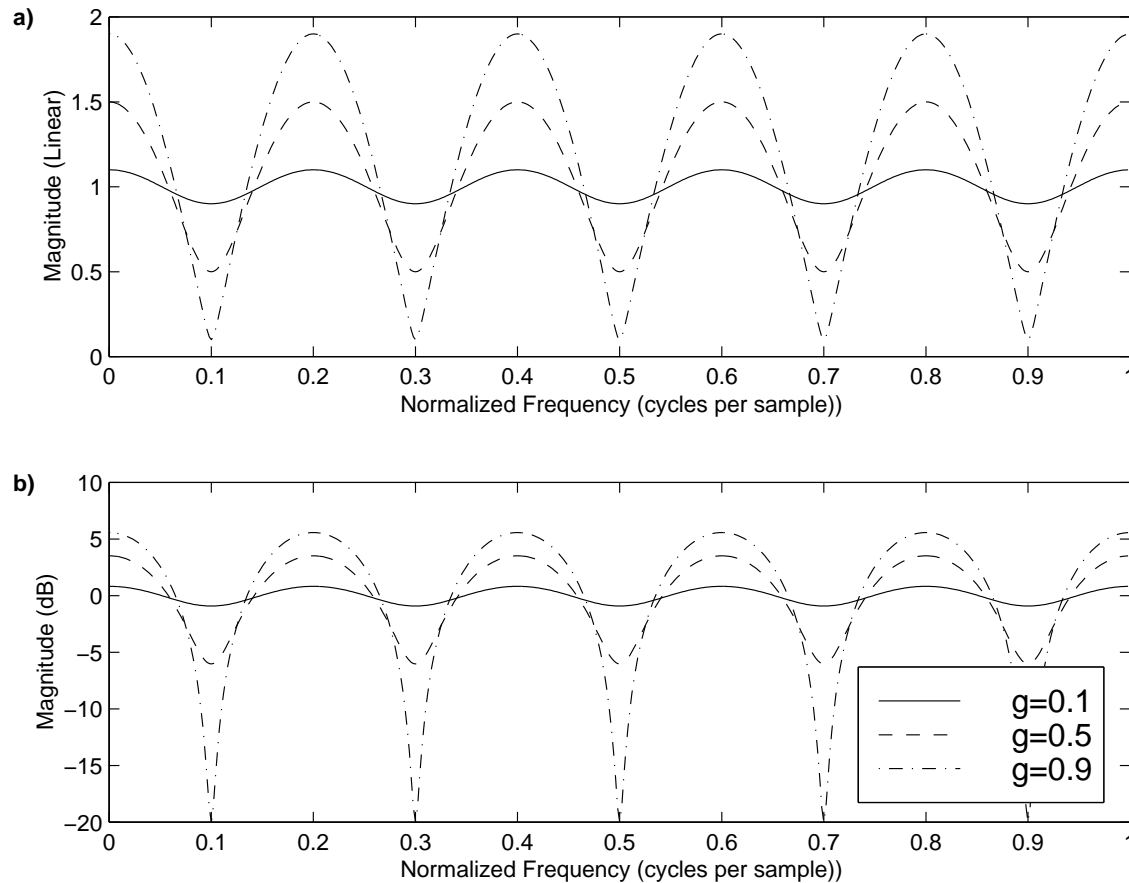 a)
2
1.5
1
0.5
0
Magnitude (Linear)
0 0.1 0.2 0.3 0.4 0.5 0.6 0.7 0.8 0.9 1
Normalized Frequency (cycles per sample))
b)
10
5
0
−5
−10
−15
−20
Magnitude (dB)
g=0.1
g=0.5
g=0.9
0 0.1 0.2 0.3 0.4 0.5 0.6 0.7 0.8 0.9 1
Normalized Frequency (cycles per sample))